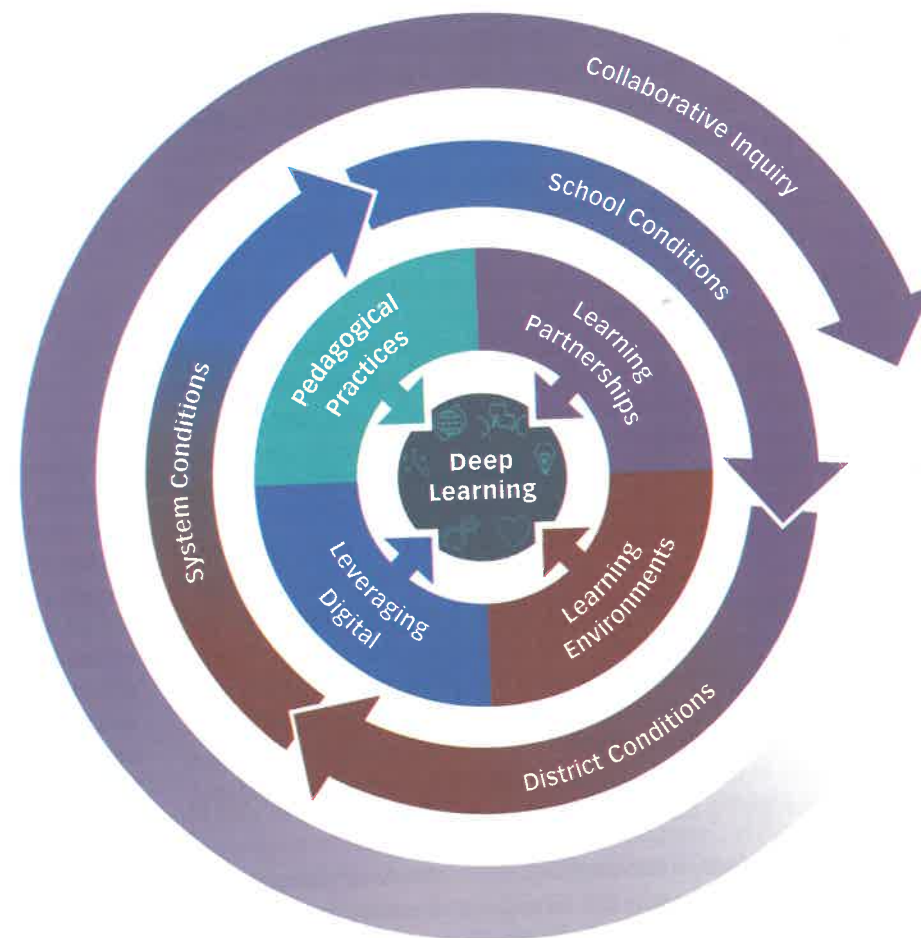 Collaborative Inquiry
School Conditions
System Conditions
Pedagogical
Practices
Learning
Partnerships
Deep
Learning
Leveraging
Digital
Learning
Environments
District Conditions